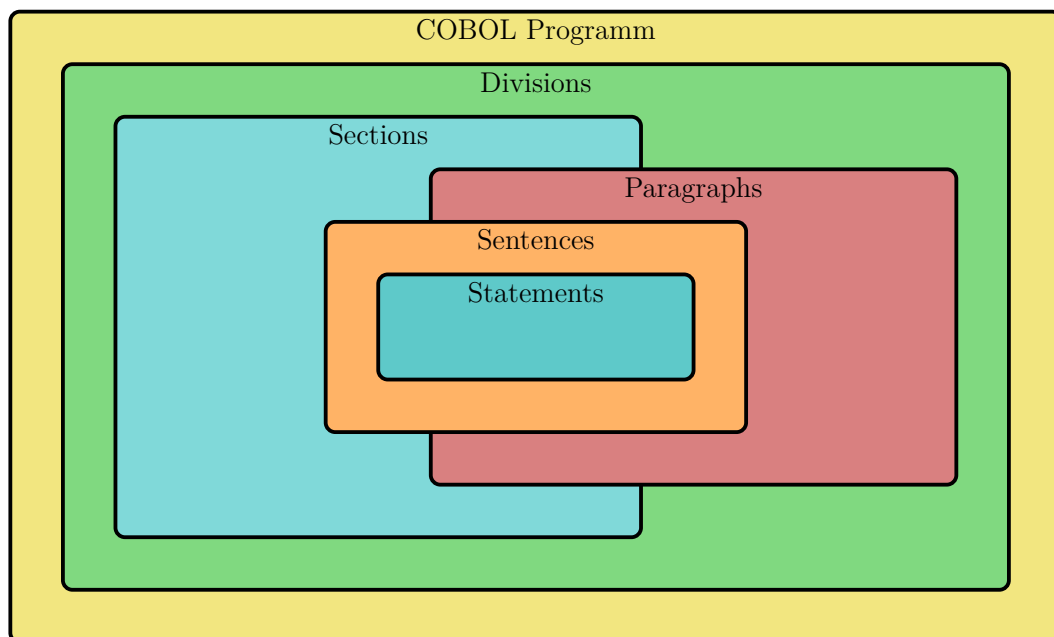 COBOL Programm
Divisions
Sections
Paragraphs
Sentences
Statements